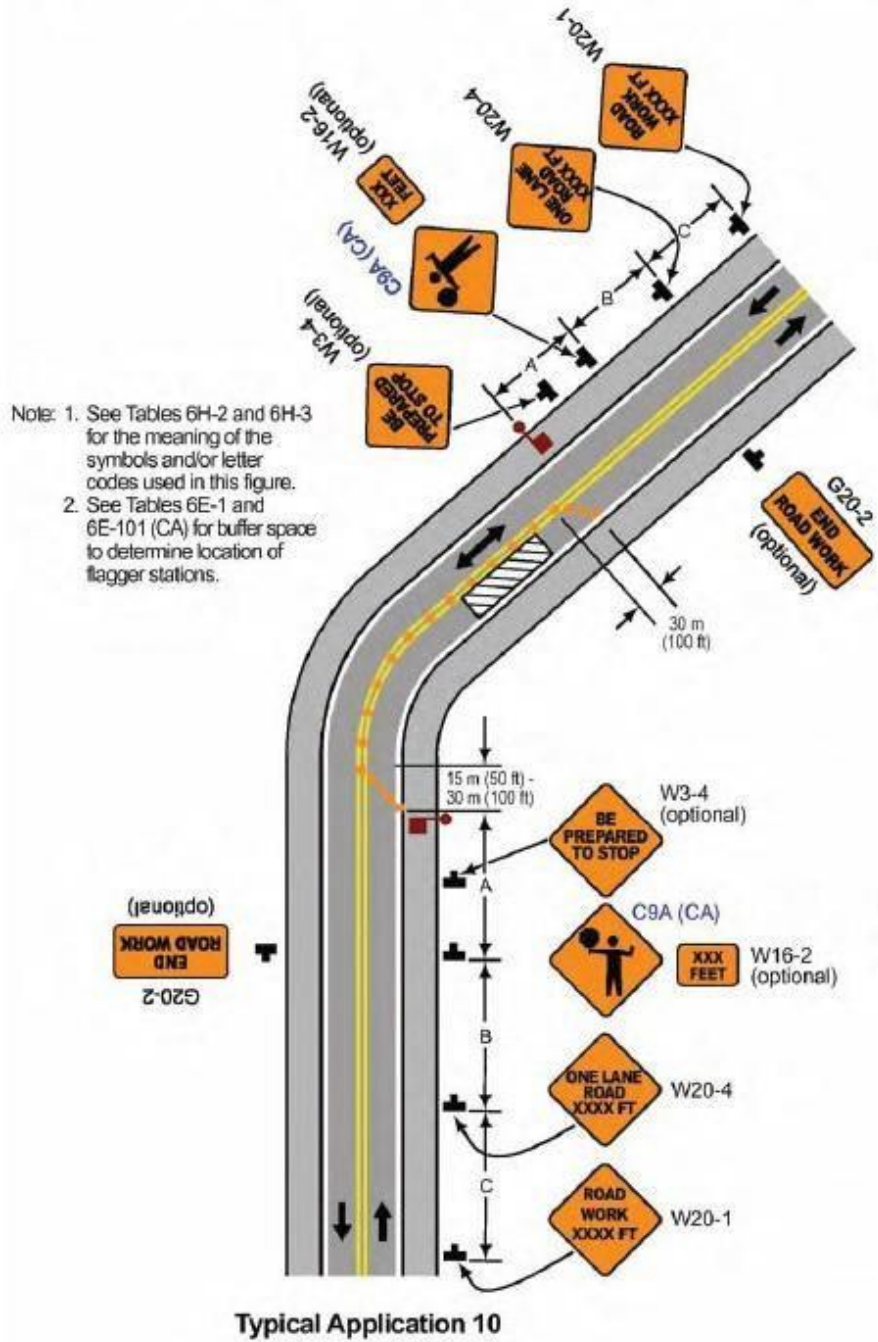 W20-1
ROAD
WORK
XXXX FT
W20-4
ONE LANE
ROAD
XXXX FT
C
B
W16-2
(optional)
XXX
FEET
C9A (CA)
A
W3-4
(optional)
BE
PREPARED
TO STOP
Note: 1. See Tables 6H-2 and 6H-3
for the meaning of the
symbols and/or letter
codes used in this figure.
2. See Tables 6E-1 and
6E-101 (CA) for buffer space
to determine location of
flagger stations.
G20-2
END
ROAD WORK
(optional)
30 m
(100 ft)
15 m (50 ft) -
30 m (100 ft)
A
BE
PREPARED
TO STOP
W3-4
(optional)
C9A (CA)
XXX
FEET
W16-2
(optional)
G20-2
END
ROAD WORK
(optional)
B
ONE LANE
ROAD
XXXX FT
W20-4
C
ROAD
WORK
XXXX FT
W20-1
Typical Application 10